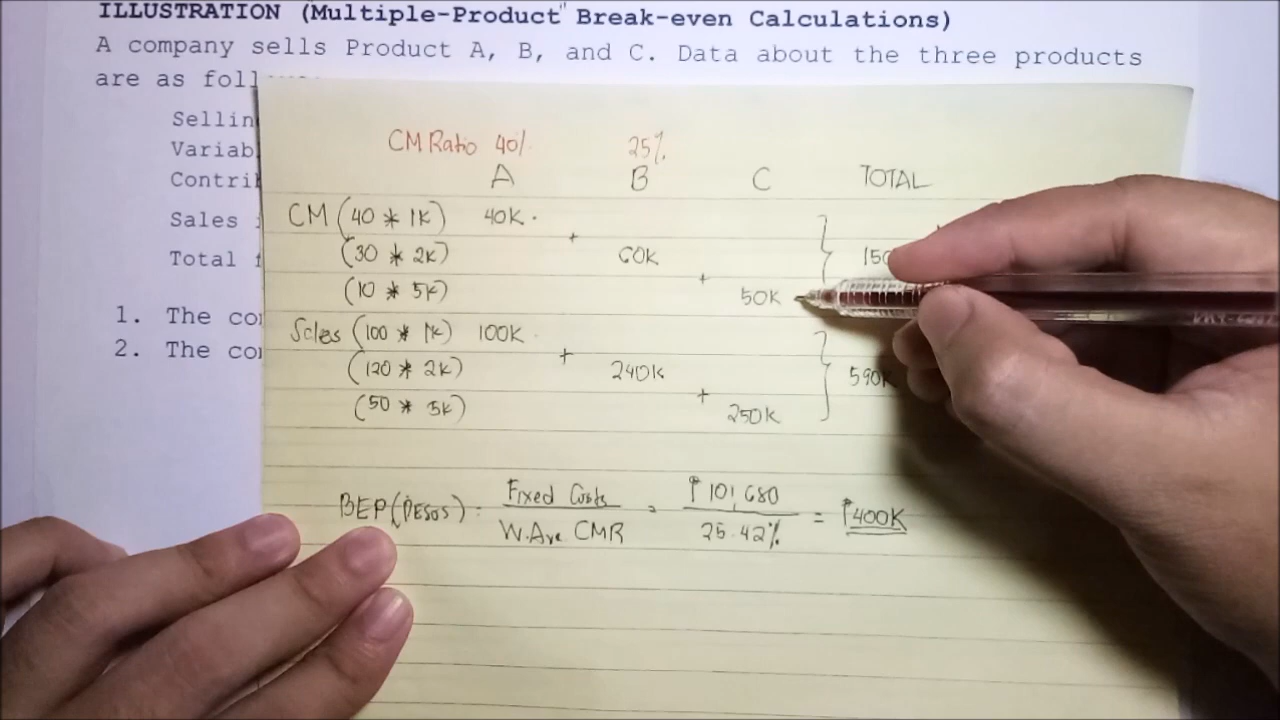 ILLUSTRATION (Multiple-Product Break-even Calculations)
A company sells Product A, B, and C. Data about the three products
are as foll
Sellin
Variab
Contri
Sales
Total f
1. The co
2. The co
CM Ratio 40% 25%
A B C TOTAL
CM (40 * 1K) 40K + 
(30 * 2K) 60K +
(10 * 5K) 50K } 150
Sales (100 * 1K) 100K +
(120 * 2K) 240K +
(50 * 5K) 250K } 590K
BEP (PESOS) = Fixed Costs = ₱101,680 = ₱400K
W.Ave CMR 25.42%